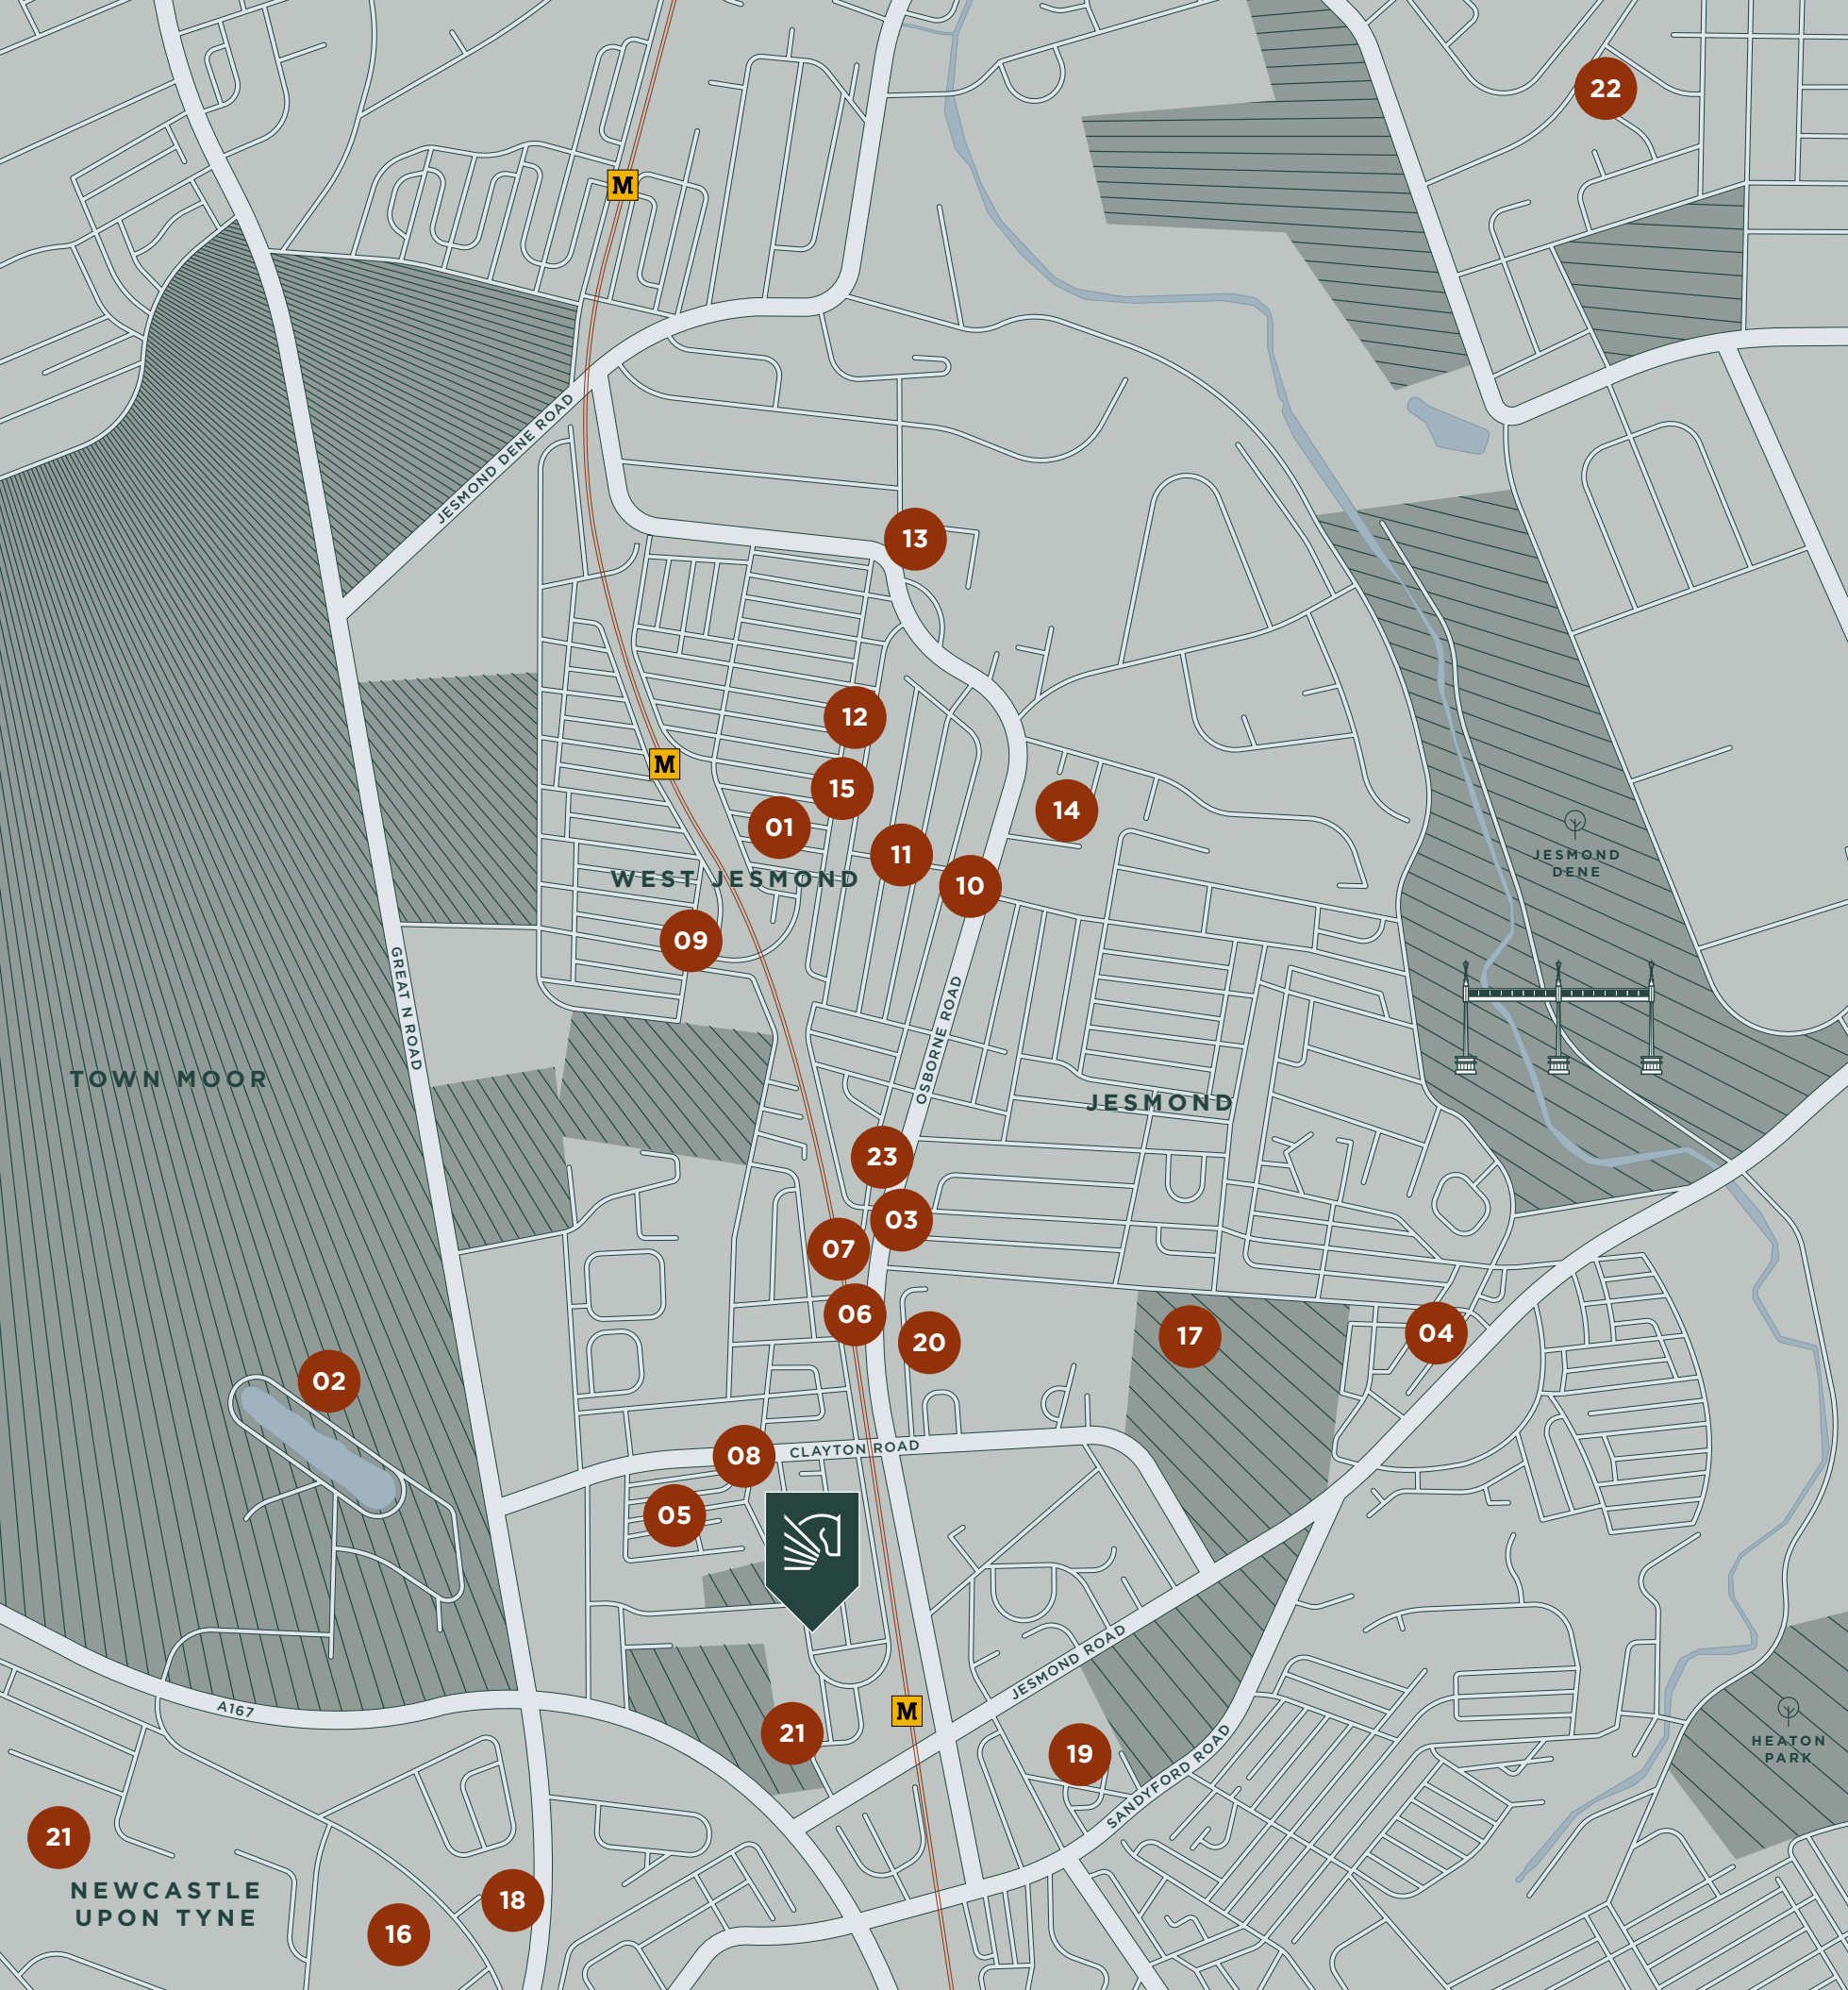 22
M
JESMOND DENE ROAD
13
12
M
15
01
14
11
WEST JESMOND
10
JESMOND
DENE
09
GREAT N ROAD
OSBORNE ROAD
TOWN MOOR
JESMOND
23
03
07
06
20
17
04
02
CLAYTON ROAD
08
05
JESMOND ROAD
A167
M
21
19
SANDYFORD ROAD
HEATON
PARK
21
NEWCASTLE
UPON TYNE
18
16